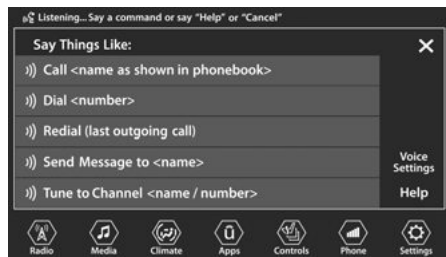 Listening... Say a command or say "Help" or "Cancel"
Say Things Like:
Call <name as shown in phonebook>
Dial <number>
Redial (last outgoing call)
Send Message to <name>
Tune to Channel <name / number>
Voice
Settings
Help
Radio
Media
Climate
Apps
Controls
Phone
Settings